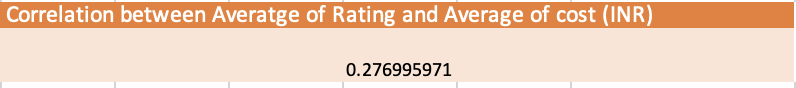 Correlation between Averatge of Rating and Average of cost (INR)
0.276995971